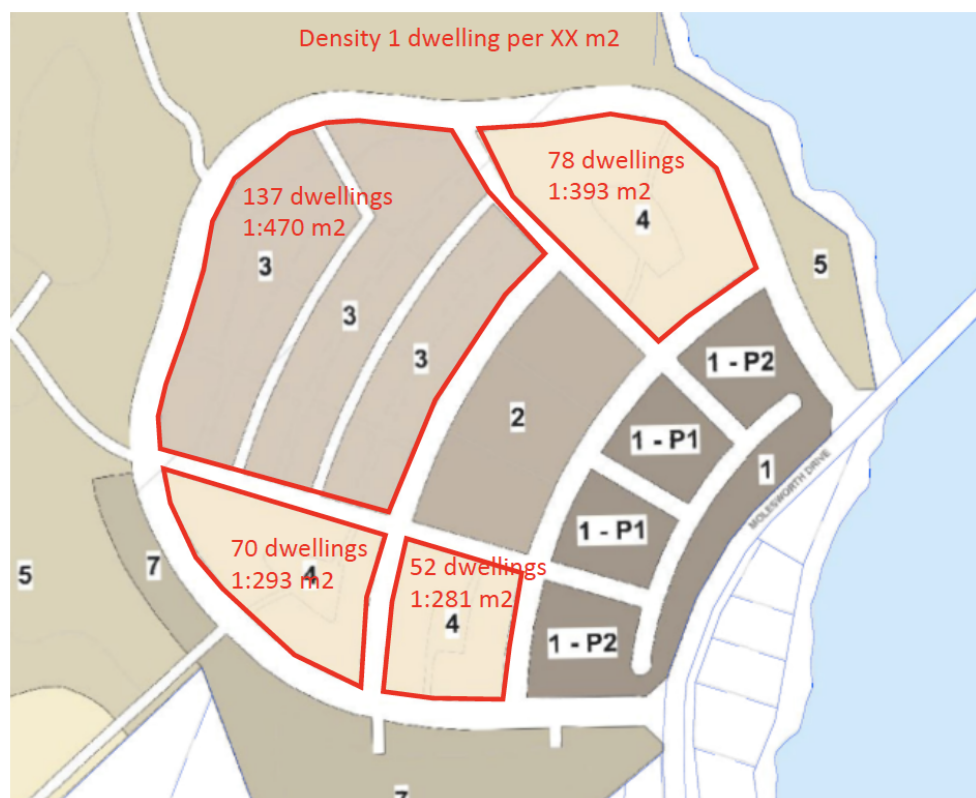 Density 1 dwelling per XX m2
78 dwellings
1:393 m2
4
137 dwellings
1:470 m2
3
5
3
3
1 - P2
2
1 - P1
1
MOLESWORTH DRIVE
1 - P1
70 dwellings
1:293 m2
4
52 dwellings
1:281 m2
4
7
5
1 - P2
7